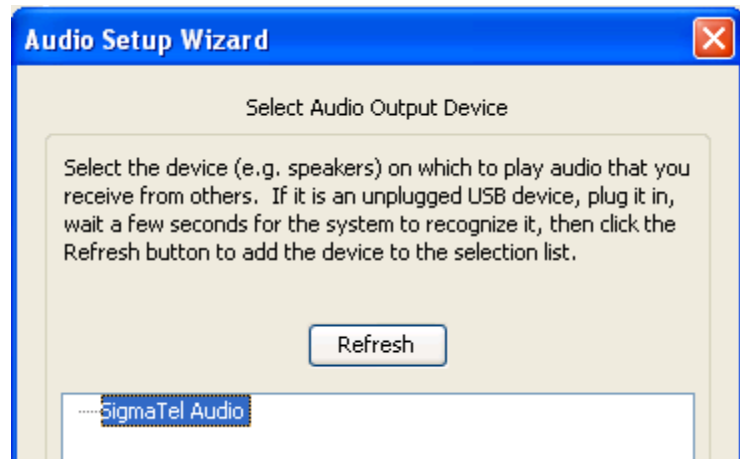 Audio Setup Wizard
Select Audio Output Device
Select the device (e.g. speakers) on which to play audio that you
receive from others.  If it is an unplugged USB device, plug it in,
wait a few seconds for the system to recognize it, then click the
Refresh button to add the device to the selection list.
Refresh
SigmaTel Audio